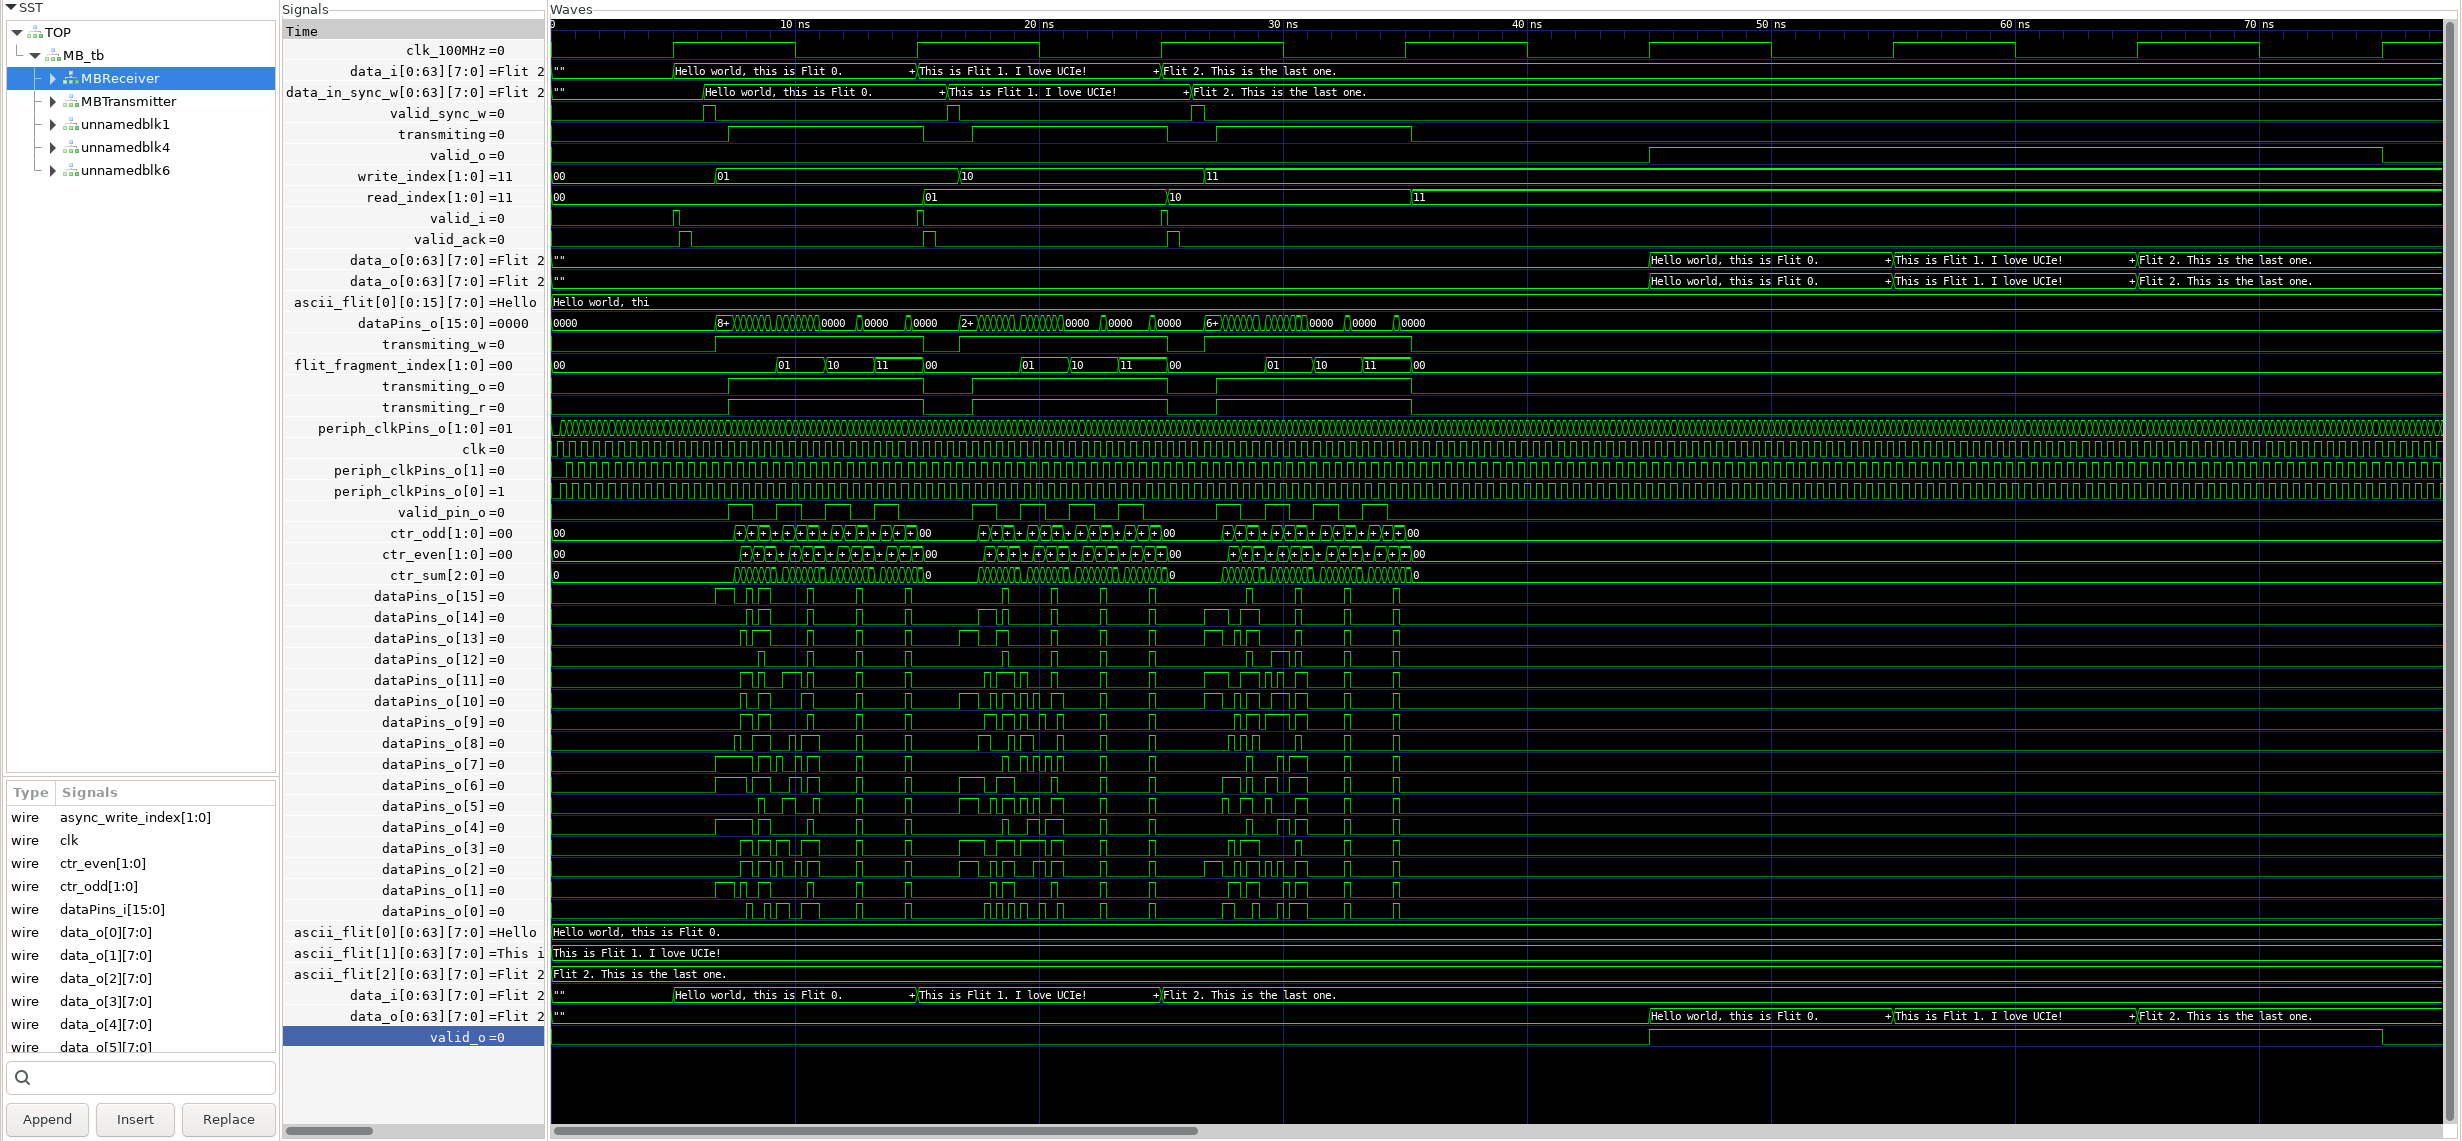 SST
TOP
MB_tb
MBReceiver
MBTransmitter
unnamedblk1
unnamedblk4
unnamedblk6
Type Signals
wire async_write_index[1:0]
wire clk
wire ctr_even[1:0]
wire ctr_odd[1:0]
wire dataPins_i[15:0]
wire data_o[0][7:0]
wire data_o[1][7:0]
wire data_o[2][7:0]
wire data_o[3][7:0]
wire data_o[4][7:0]
wire data_o[5][7:0]
Append Insert Replace
Signals
Waves
Time
0 10 ns 20 ns 30 ns 40 ns 50 ns 60 ns 70 ns
clk_100MHz =0
data_i[0:63][7:0] =Flit 2 "" Hello world, this is Flit 0. + This is Flit 1. I love UCIe! + Flit 2. This is the last one.
data_in_sync_w[0:63][7:0] =Flit 2 "" Hello world, this is Flit 0. + This is Flit 1. I love UCIe! + Flit 2. This is the last one.
valid_sync_w =0
transmiting =0
valid_o =0
write_index[1:0] =11 00 01 10 11
read_index[1:0] =11 00 01 10 11
valid_i =0
valid_ack =0
data_o[0:63][7:0] =Flit 2 "" Hello world, this is Flit 0. + This is Flit 1. I love UCIe! + Flit 2. This is the last one.
data_o[0:63][7:0] =Flit 2 "" Hello world, this is Flit 0. + This is Flit 1. I love UCIe! + Flit 2. This is the last one.
ascii_flit[0][0:15][7:0] =Hello Hello world, thi
dataPins_o[15:0] =0000 0000 8+ 0000 0000 0000 2+ 0000 0000 0000 6+ 0000 0000 0000
transmiting_w =0
flit_fragment_index[1:0] =00 00 01 10 11 00 01 10 11 00 01 10 11 00
transmiting_o =0
transmiting_r =0
periph_clkPins_o[1:0] =01
clk =0
periph_clkPins_o[1] =0
periph_clkPins_o[0] =1
valid_pin_o =0
ctr_odd[1:0] =00 00 + + + + + + + + + + + + + + + 00 + + + + + + + + + + + + + + + 00 + + + + + + + + + + + + + + + 00
ctr_even[1:0] =00 00 + + + + + + + + + + + + + + + 00 + + + + + + + + + + + + + + + 00 + + + + + + + + + + + + + + + 00
ctr_sum[2:0] =0 0 0 0 0
dataPins_o[15] =0
dataPins_o[14] =0
dataPins_o[13] =0
dataPins_o[12] =0
dataPins_o[11] =0
dataPins_o[10] =0
dataPins_o[9] =0
dataPins_o[8] =0
dataPins_o[7] =0
dataPins_o[6] =0
dataPins_o[5] =0
dataPins_o[4] =0
dataPins_o[3] =0
dataPins_o[2] =0
dataPins_o[1] =0
dataPins_o[0] =0
ascii_flit[0][0:63][7:0] =Hello Hello world, this is Flit 0.
ascii_flit[1][0:63][7:0] =This i This is Flit 1. I love UCIe!
ascii_flit[2][0:63][7:0] =Flit 2 Flit 2. This is the last one.
data_i[0:63][7:0] =Flit 2 "" Hello world, this is Flit 0. + This is Flit 1. I love UCIe! + Flit 2. This is the last one.
data_o[0:63][7:0] =Flit 2 "" Hello world, this is Flit 0. + This is Flit 1. I love UCIe! + Flit 2. This is the last one.
valid_o =0